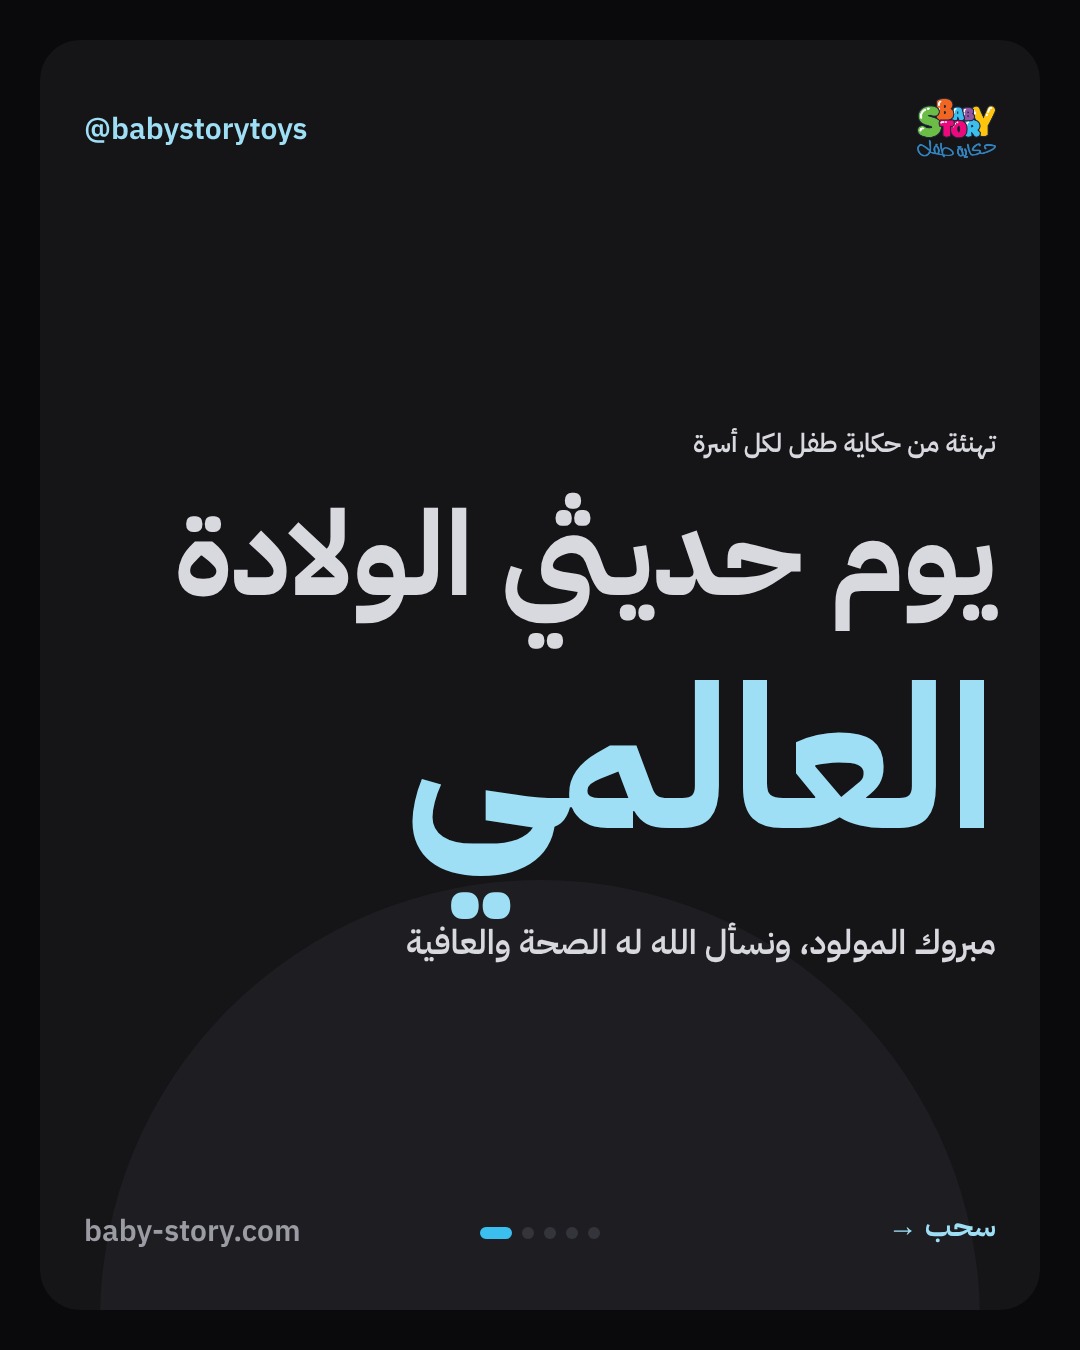 @babystorytoys
BABY STORY
حكاية طفل
تهنئة من حكاية طفل لكل أسرة
يوم حديثي الولادة
العالمي
مبروك المولود، ونسأل الله له الصحة والعافية
baby-story.com
سحب →